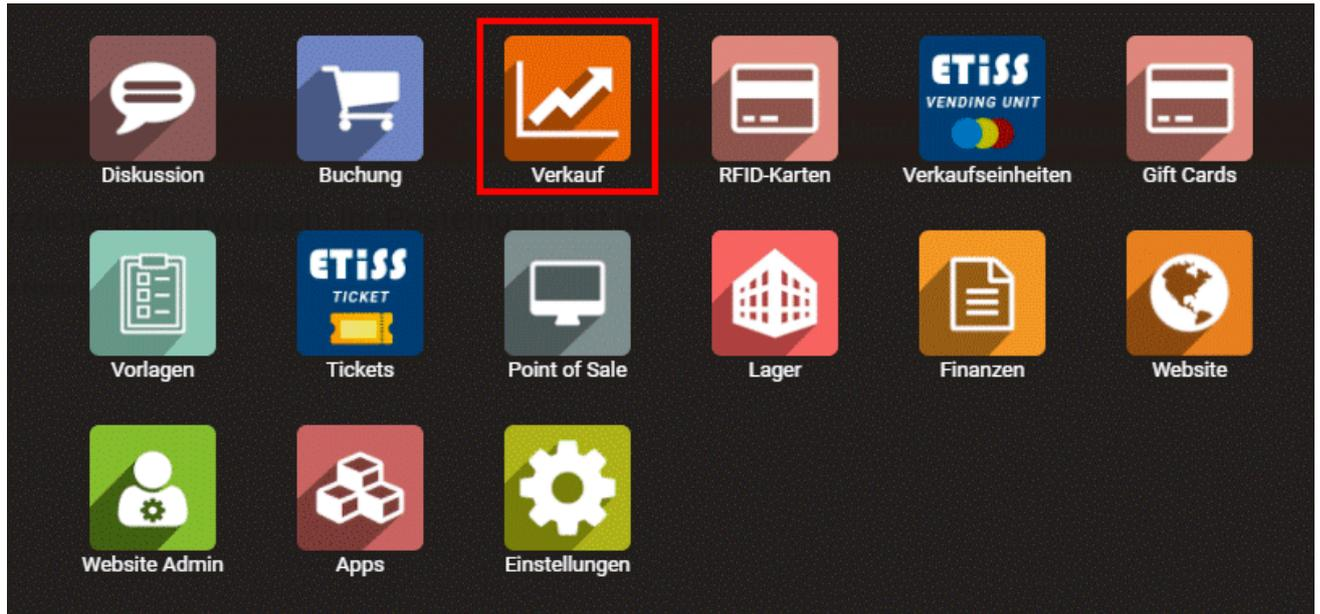 Diskussion
Buchung
Verkauf
RFID-Karten
ETiSS
VENDING UNIT
Verkaufseinheiten
Gift Cards
Vorlagen
ETiSS
TICKET
Tickets
Point of Sale
Lager
Finanzen
Website
Website Admin
Apps
Einstellungen